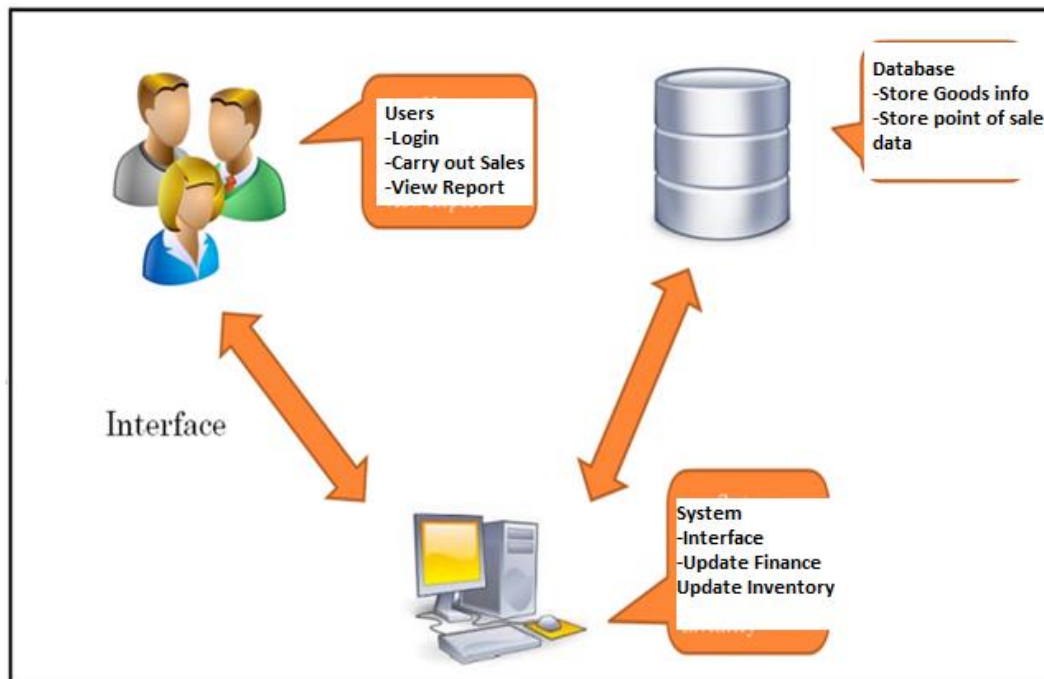 Users
-Login
-Carry out Sales
-View Report
Database
-Store Goods info
-Store point of sale
data
Interface
System
-Interface
-Update Finance
Update Inventory